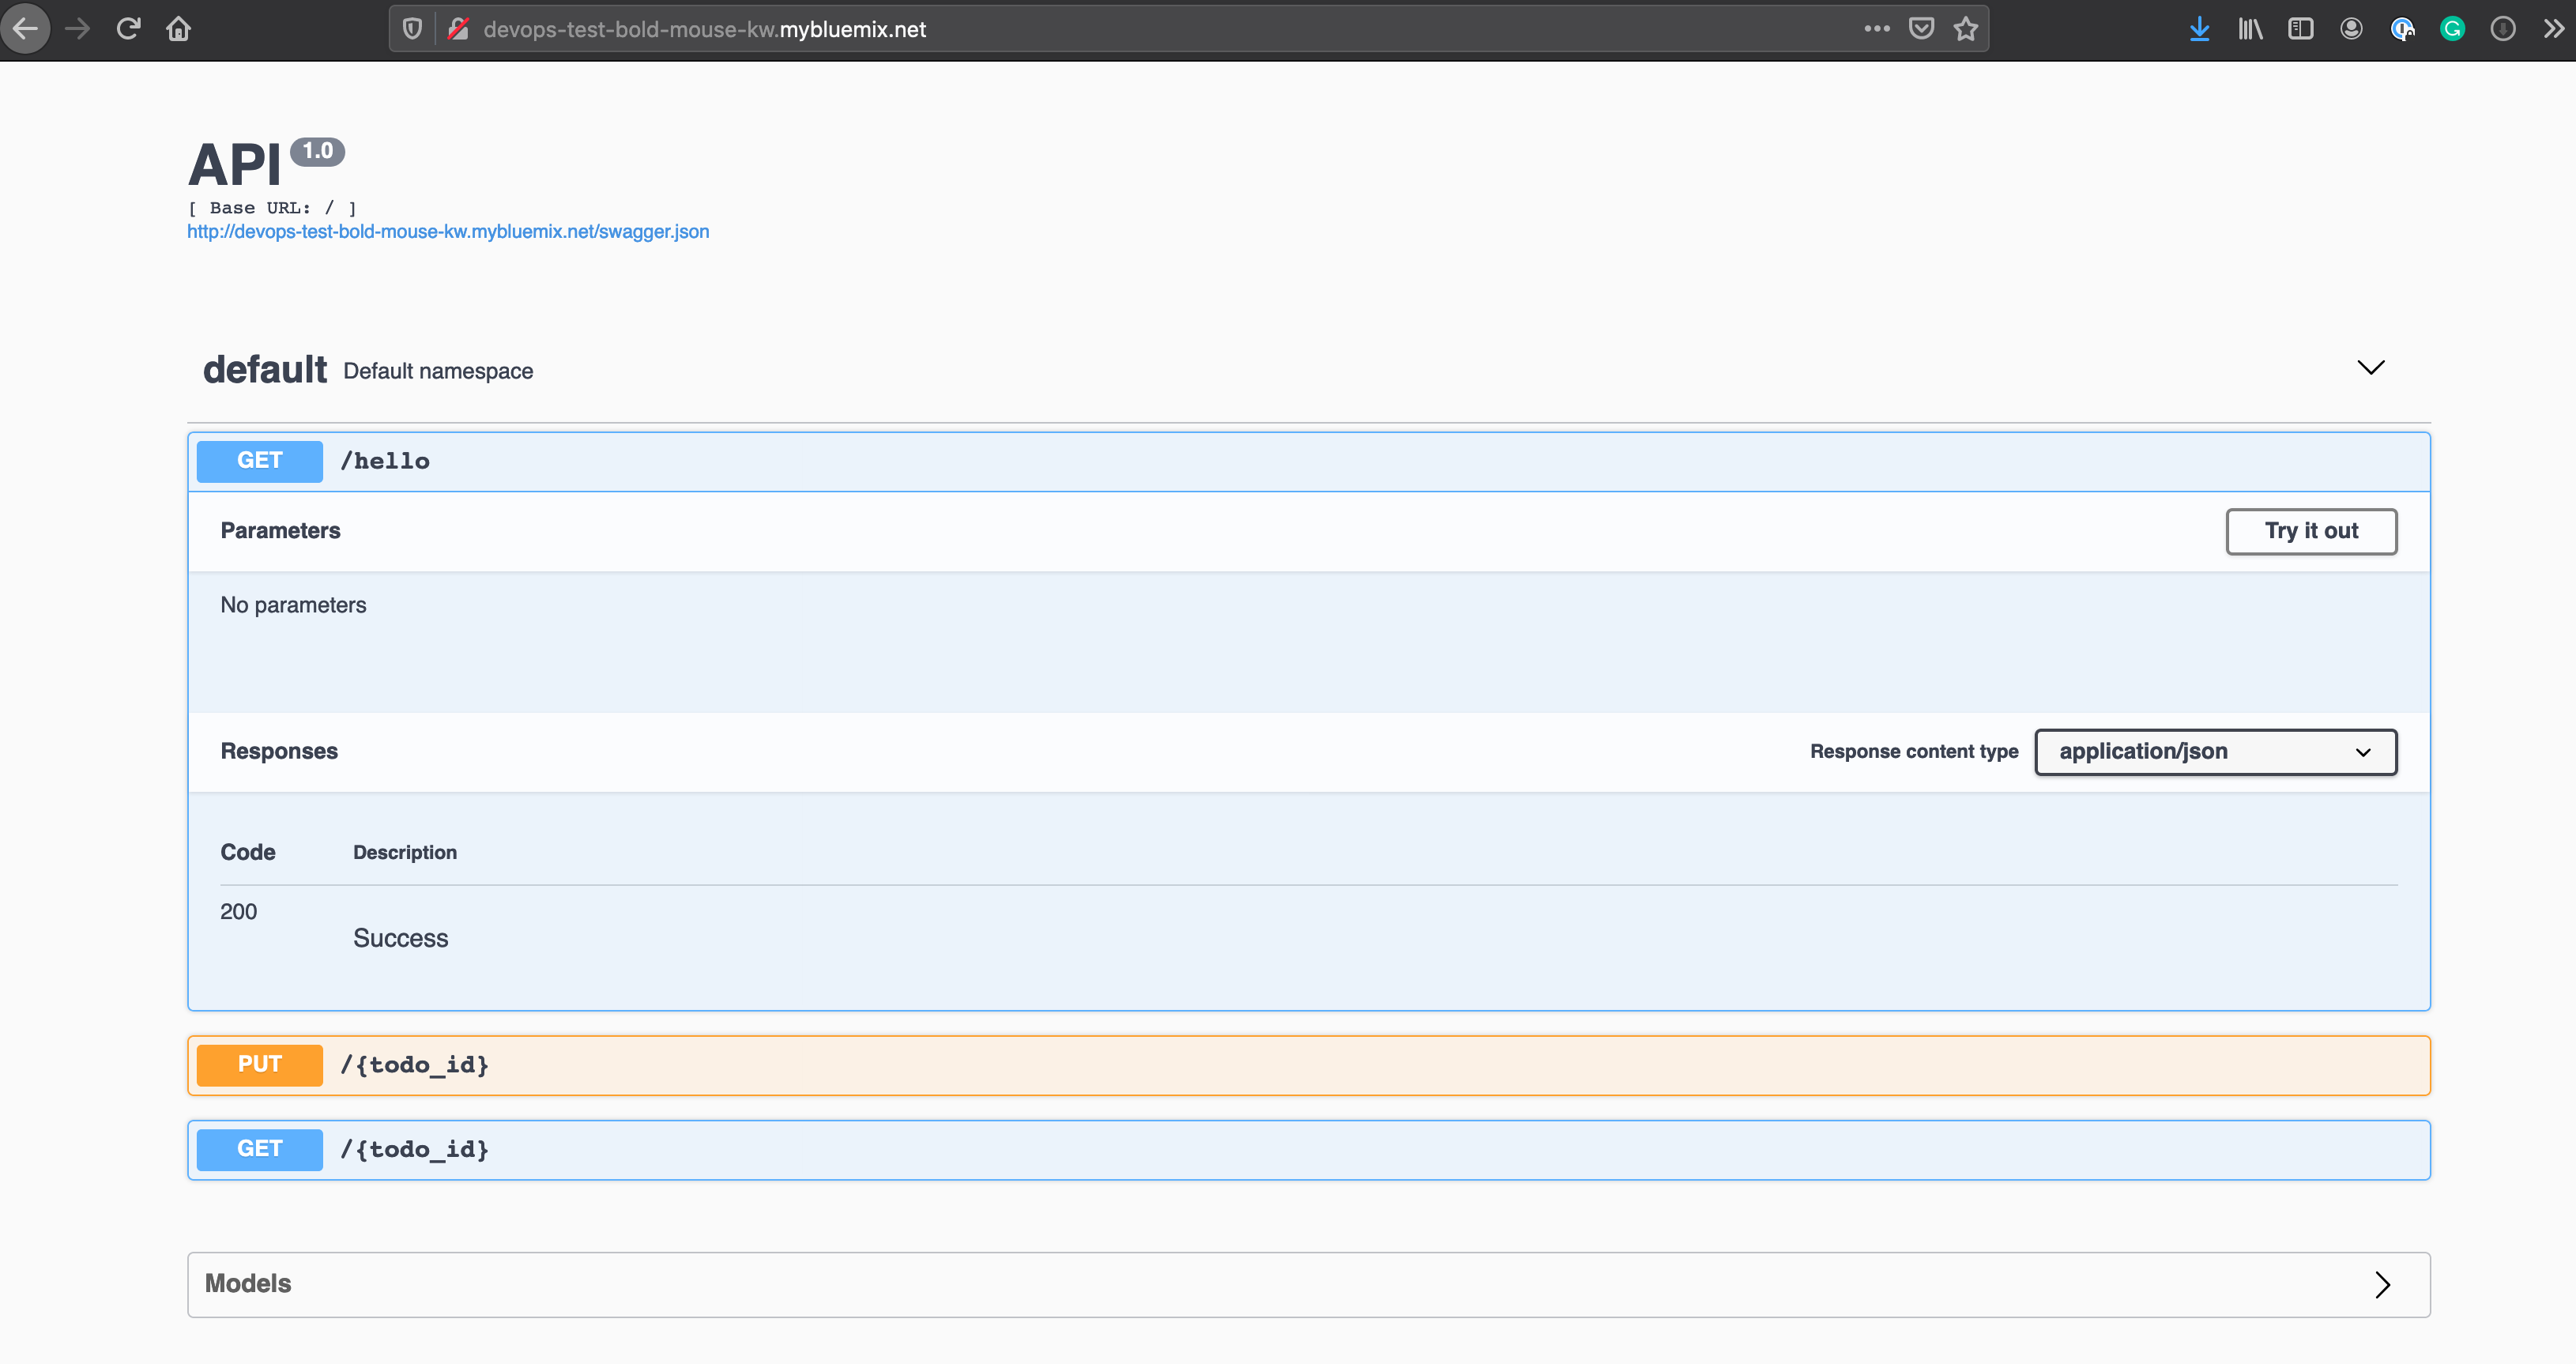 devops-test-bold-mouse-kw.mybluemix.net
API 1.0
[ Base URL: / ]
http://devops-test-bold-mouse-kw.mybluemix.net/swagger.json
default Default namespace
GET /hello
Parameters Try it out
No parameters
Responses Response content type application/json
Code Description
200
Success
PUT /{todo_id}
GET /{todo_id}
Models